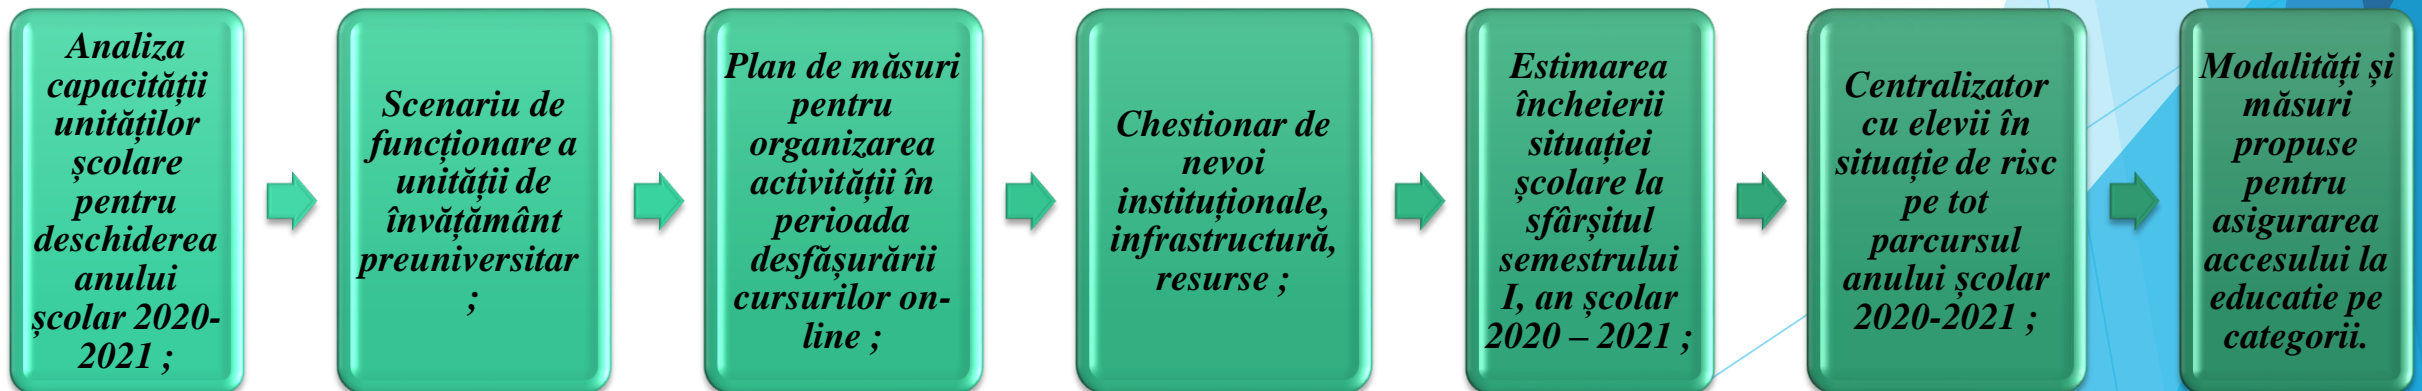 Analiza
capacității
unităților
școlare
pentru
deschiderea
anului
școlar 2020-
2021 ;
Scenariu de
funcționare a
unității de
învățământ
preuniversitar
;
Plan de măsuri
pentru
organizarea
activității în
perioada
desfășurării
cursurilor on-
line ;
Chestionar de
nevoi
instituționale,
infrastructură,
resurse ;
Estimarea
încheierii
situației
școlare la
sfârșitul
semestrului
I, an școlar
2020 – 2021 ;
Centralizator
cu elevii în
situație de risc
pe tot
parcursul
anului școlar
2020-2021 ;
Modalități și
măsuri
propuse
pentru
asigurarea
accesului la
educatie pe
categorii.